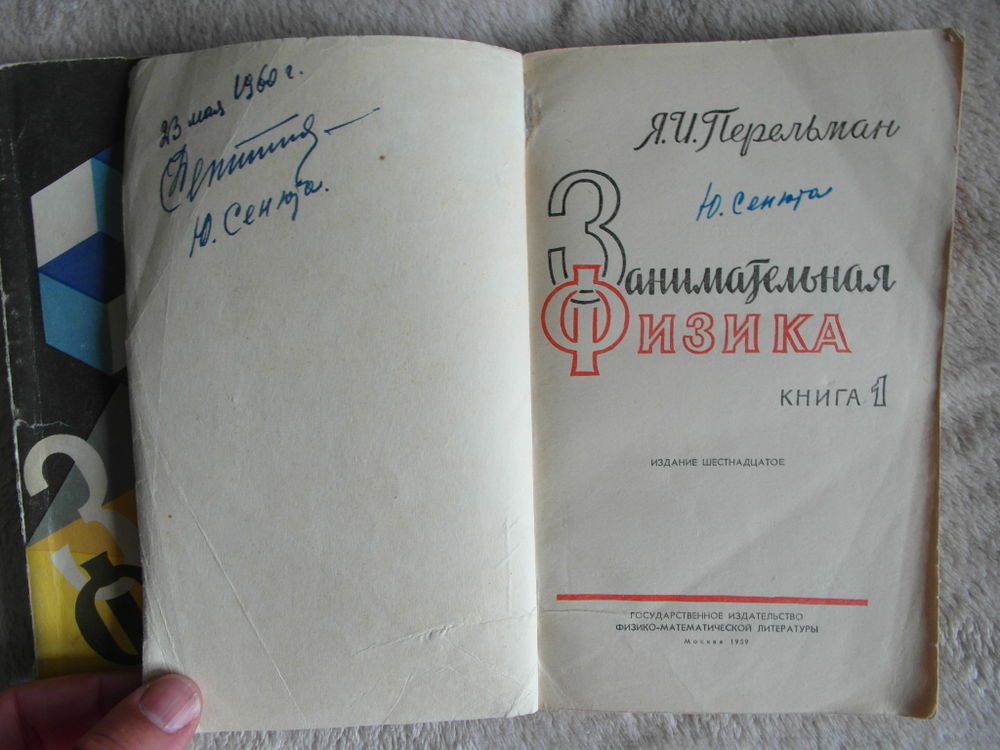 23 мая 1960 г.
Ю. Сенюта.
Я.И.Перельман
Ю. Сенюта
Занимательная
Физика
КНИГА 1
ИЗДАНИЕ ШЕСТНАДЦАТОЕ
ГОСУДАРСТВЕННОЕ ИЗДАТЕЛЬСТВО
ФИЗИКО-МАТЕМАТИЧЕСКОЙ ЛИТЕРАТУРЫ
Москва 1959